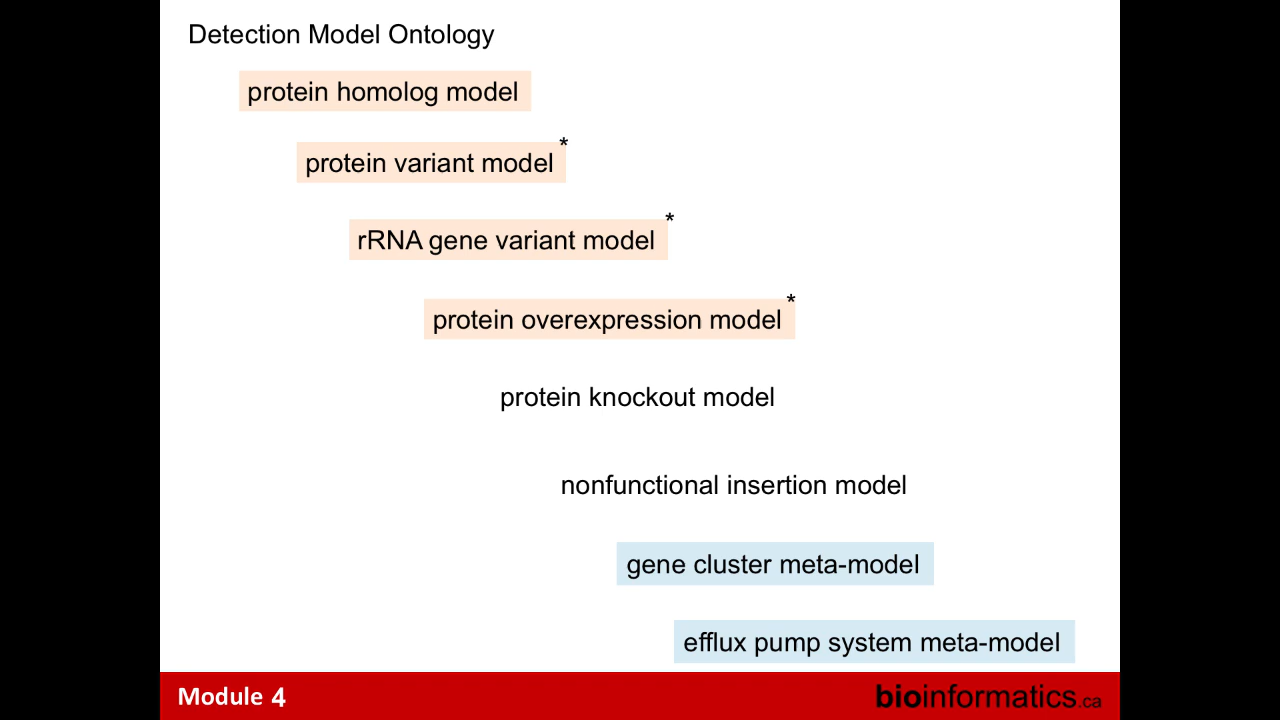 Detection Model Ontology
protein homolog model
protein variant model*
rRNA gene variant model*
protein overexpression model*
protein knockout model
nonfunctional insertion model
gene cluster meta-model
efflux pump system meta-model
Module 4
bioinformatics.ca